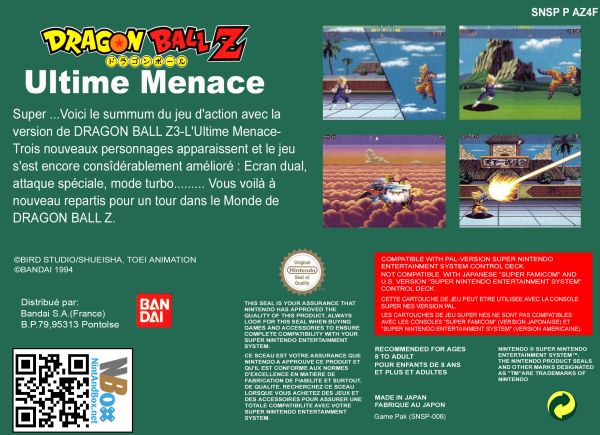 SNSP P AZ4F
DRAGON BALL Z
ドラゴンボール
Ultime Menace
Super ...Voici le summum du jeu d'action avec la
version de DRAGON BALL Z3-L'Ultime Menace-
Trois nouveaux personnages apparaissent et le jeu
s'est encore consîdérablement amélioré : Ecran dual,
attaque spéciale, mode turbo......... Vous voilà à
nouveau repartis pour un tour dans le Monde de
DRAGON BALL Z.
©BIRD STUDIO/SHUEISHA, TOEI ANIMATION
©BANDAI 1994
Distribué par:
Bandai S.A.(France)
B.P.79,95313 Pontolse
BAN
DAI
NBox
NintAndBox.net
Original
Nintendo
Seal of
Quality
THIS SEAL IS YOUR ASSURANCE THAT
NINTENDO HAS APPROVED THE
QUALITY OF THIS PRODUCT. ALWAYS
LOOK FOR THIS SEAL WHEN BUYING
GAMES AND ACCESSORIES TO ENSURE
COMPLETE COMPATIBILITY WITH YOUR
SUPER NINTENDO ENTERTAINMENT
SYSTEM.
CE SCEAU EST VOTRE ASSURANCE QUE
NINTENDO A APPROUVE CE PRODUIT ET
QU'IL EST CONFORME AUX NORMES
D'EXCELLENCE EN MATIERE DE
FABRICATION DE FIABILITE ET SURTOUT.
DE QUALITE. RECHERCHEZ CE SCEAU
LORSQUE VOUS ACHETEZ DES JEUX ET
DES ACCESSOIRES POUR ASSURER UNE
TOTALE COMPATIBILITE AVEC VOTRE
SUPER NINTENDO ENTERTAINMENT
SYSTEM.
COMPATIBLE WITH PAL-VERSION SUPER NINTENDO
ENTERTAINMENT SYSTEM CONTROL DECK.
NOT COMPATIBLE WITH JAPANESE "SUPER FAMICOM" AND
U.S. VERSION "SUPER NINTENDO ENTERTAINMENT SYSTEM"
CONTROL DECK.
CETTE CARTOUCHE DE JEU PEUT ETRE UTILISEE AVEC LA CONSOLE
SUPER NES VERSION PAL.
LES CARTOUCHES DE JEU SUPER NES NE SONT PAS COMPATIBLES
AVEC LES CONSOLES "SUPER FAMICOM" (VERSION JAPONAISE) ET
"SUPER NINTENDO ENTERTAINMENT SYSTEM" (VERSION AMERICAINE).
RECOMMENDED FOR AGES
8 TO ADULT
POUR ENFANTS DE 8 ANS
ET PLUS ET ADULTES
MADE IN JAPAN
FABRIQUE AU JAPON
Game Pak (SNSP-006)
NINTENDO ® SUPER NINTENDO
ENTERTAINMENT SYSTEM™.
THE NINTENDO PRODUCT SEALS
AND OTHER MARKS DESIGNATED
AS "TM"ARE TRADEMARKS OF
NINTENDO